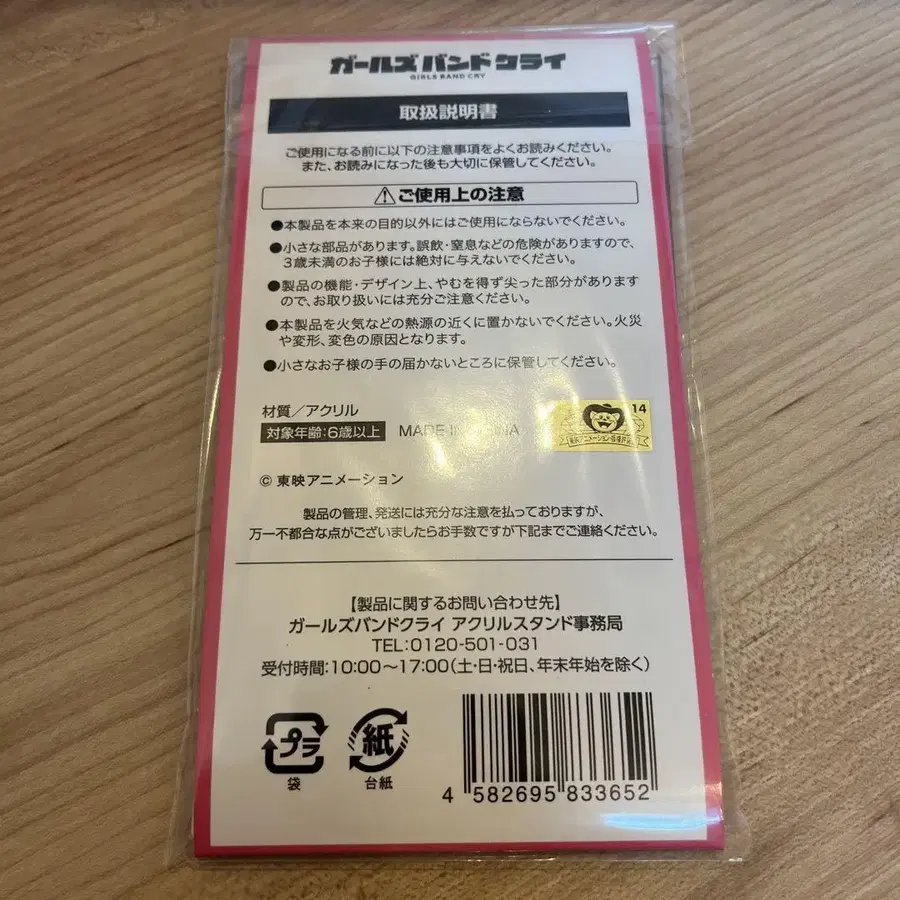 ガールズバンドクライ
GIRLS BAND CRY
取扱説明書
ご使用になる前に以下の注意事項をよくお読みください。
また、お読みになった後も大切に保管してください。
⚠ご使用上の注意
●本製品を本来の目的以外にはご使用にならないでください。
●小さな部品があります。誤飲・窒息などの危険がありますので、
3歳未満のお子様には絶対に与えないでください。
●製品の機能・デザイン上、やむを得ず尖った部分があります
ので、お取り扱いには充分ご注意ください。
●本製品を火気などの熱源の近くに置かないでください。火災
や変形、変色の原因となります。
●小さなお子様の手の届かないところに保管してください。
材質／アクリル
対象年齢:6歳以上 MADE IN CHINA
14
© 東映アニメーション
製品の管理、発送には充分な注意を払っておりますが、
万一不都合な点がございましたらお手数ですが下記までご連絡ください。
【製品に関するお問い合わせ先】
ガールズバンドクライ アクリルスタンド事務局
TEL:0120-501-031
受付時間:10:00～17:00(土・日・祝日、年末年始を除く)
プラ 紙
袋 台紙
4 582695 833652